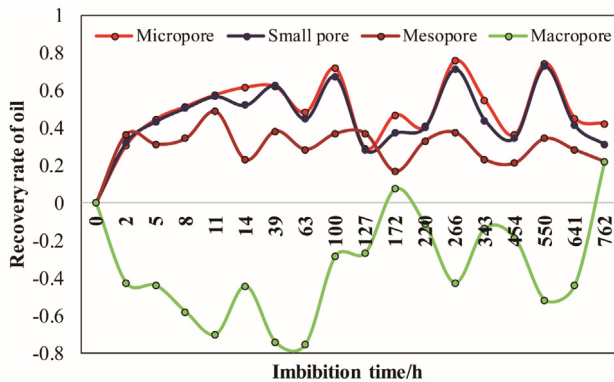 1
Micropore Small pore Mesopore Macropore
0.8
0.6
0.4
0.2
0
-0.2
-0.4
-0.6
-0.8
0 2 5 8 11 14 39 63 100 127 172 220 266 343 454 550 641 762
Recovery rate of oil
Imbibition time/h